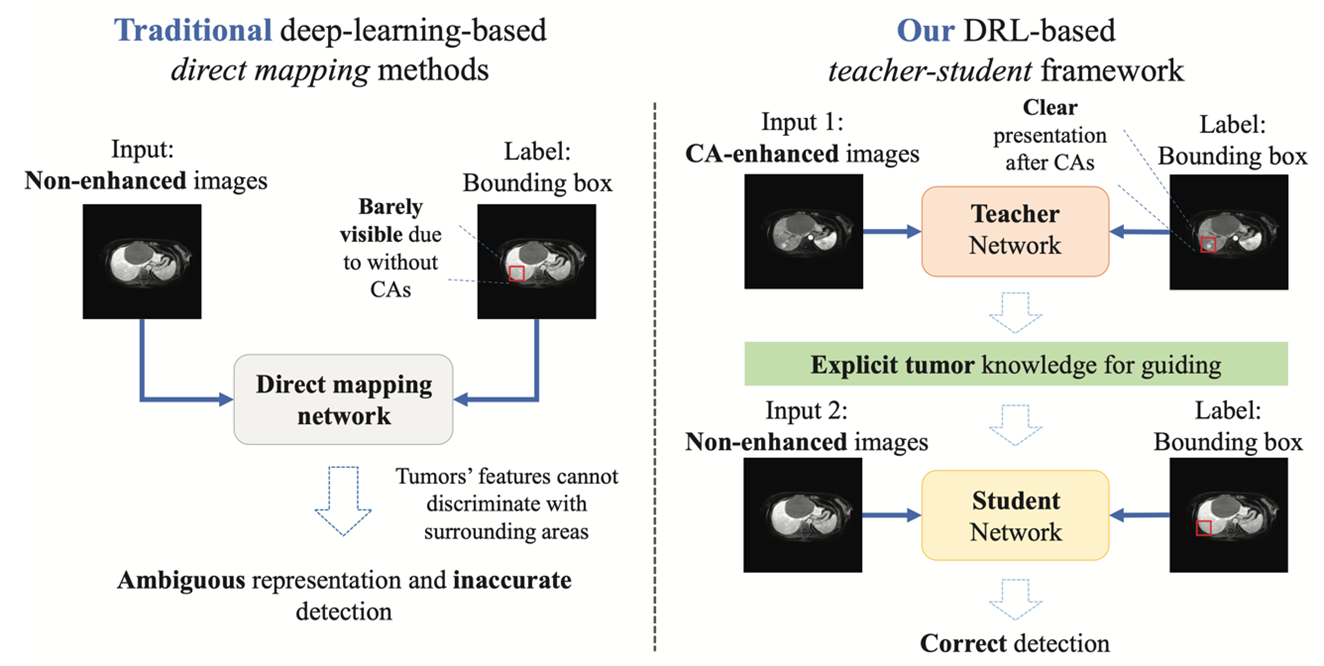 Traditional deep-learning-based
direct mapping methods
Input:
Non-enhanced images
Label:
Bounding box
Barely
visible due
to without
CAs
Direct mapping
network
Tumors’ features cannot
discriminate with
surrounding areas
Ambiguous representation and inaccurate
detection
Our DRL-based
teacher-student framework
Input 1:
CA-enhanced images
Clear
presentation
after CAs
Label:
Bounding box
Teacher
Network
Explicit tumor knowledge for guiding
Input 2:
Non-enhanced images
Label:
Bounding box
Student
Network
Correct detection